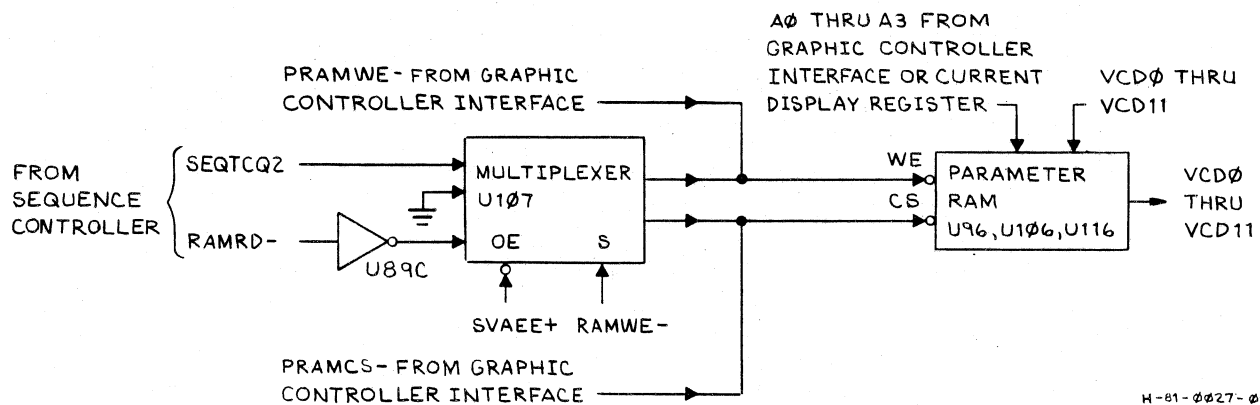 AØ THRU A3 FROM
GRAPHIC CONTROLLER
INTERFACE OR CURRENT
DISPLAY REGISTER
VCDØ THRU
VCD11
PRAMWE- FROM GRAPHIC
CONTROLLER INTERFACE
FROM
SEQUENCE
CONTROLLER
SEQTCQ2
RAMRD-
U89C
MULTIPLEXER
U1Ø7
OE S
SVAEE+ RAMWE-
WE
CS
PARAMETER
RAM
U96, U1Ø6, U116
VCDØ
THRU
VCD11
PRAMCS- FROM GRAPHIC
CONTROLLER INTERFACE
H-81-ØØ27-Ø